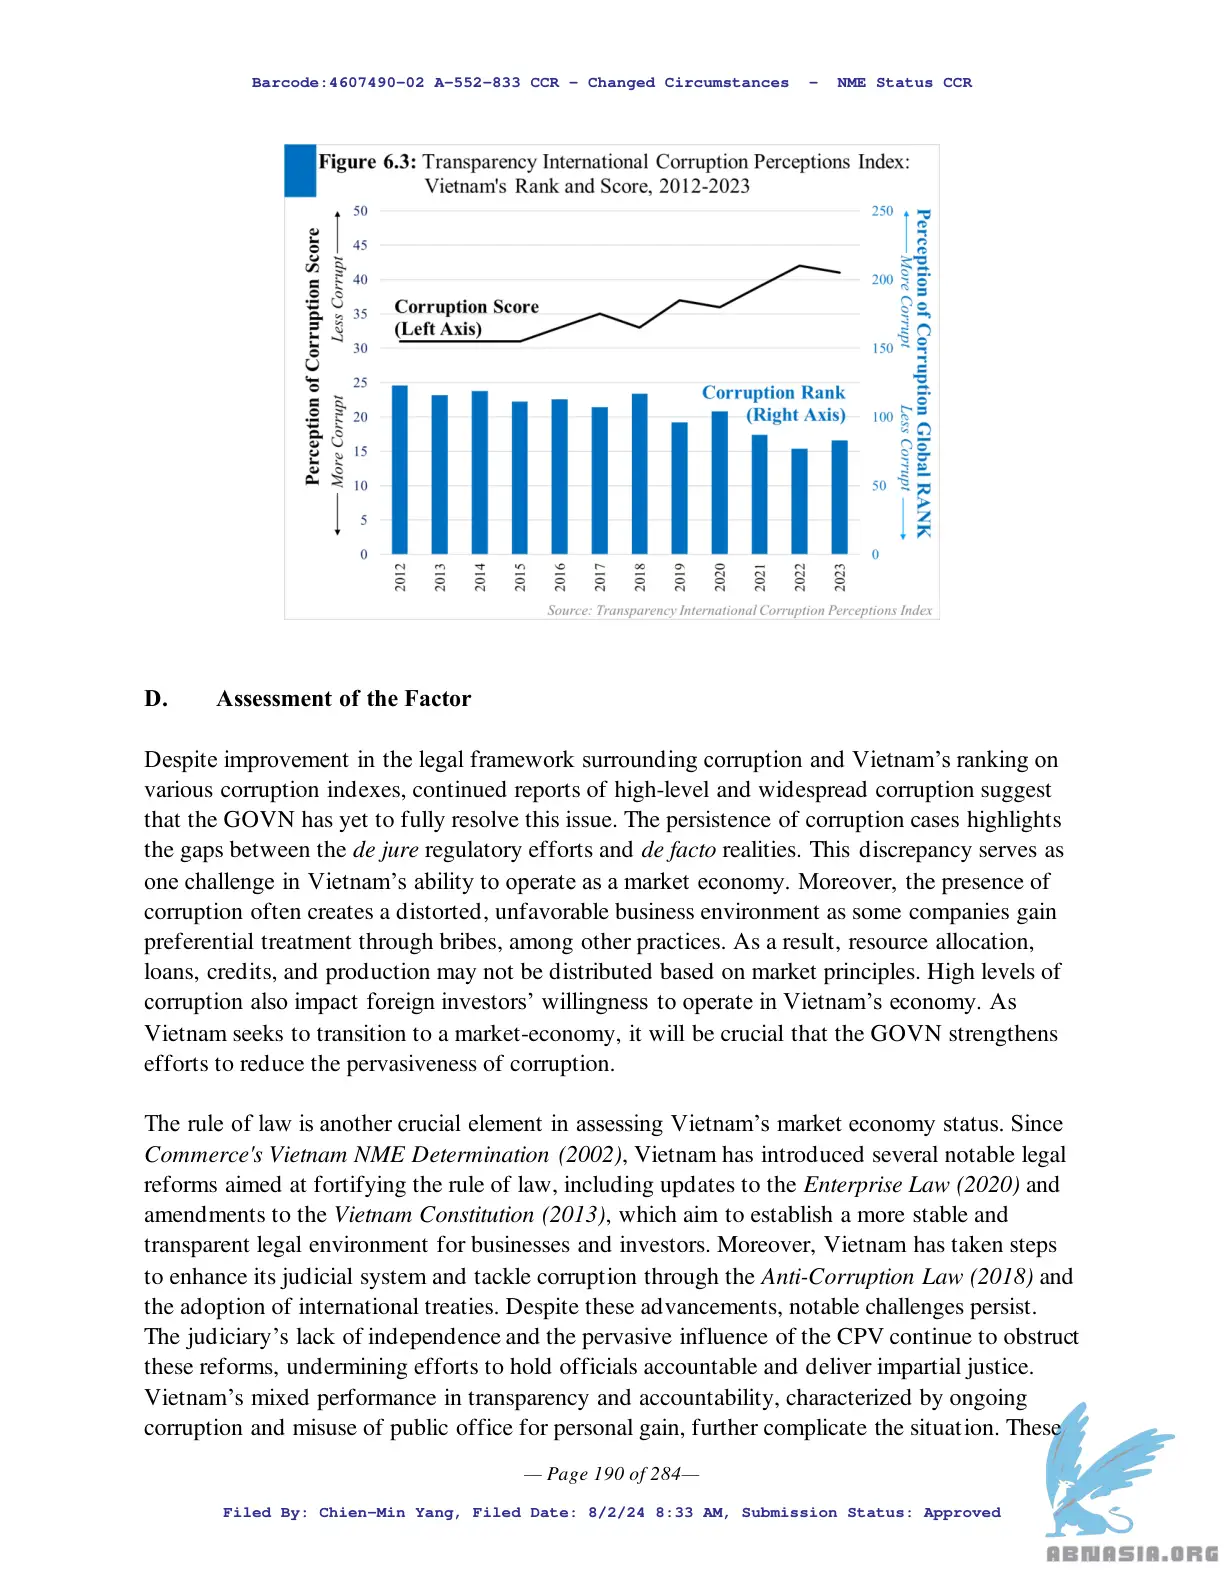 Barcode:4607490-02 A-552-833 CCR - Changed Circumstances - NME Status CCR
Figure 6.3: Transparency International Corruption Perceptions Index:
Vietnam's Rank and Score, 2012-2023
Perception of Corruption Score
More Corrupt
Less Corrupt
50
45
40
35
30
25
20
15
10
5
0
Corruption Score
(Left Axis)
Corruption Rank
(Right Axis)
250
200
150
100
50
0
More Corrupt
Less Corrupt
Perception of Corruption Global RANK
2012
2013
2014
2015
2016
2017
2018
2019
2020
2021
2022
2023
Source: Transparency International Corruption Perceptions Index
D. Assessment of the Factor
Despite improvement in the legal framework surrounding corruption and Vietnam’s ranking on
various corruption indexes, continued reports of high-level and widespread corruption suggest
that the GOVN has yet to fully resolve this issue. The persistence of corruption cases highlights
the gaps between the de jure regulatory efforts and de facto realities. This discrepancy serves as
one challenge in Vietnam’s ability to operate as a market economy. Moreover, the presence of
corruption often creates a distorted, unfavorable business environment as some companies gain
preferential treatment through bribes, among other practices. As a result, resource allocation,
loans, credits, and production may not be distributed based on market principles. High levels of
corruption also impact foreign investors’ willingness to operate in Vietnam’s economy. As
Vietnam seeks to transition to a market-economy, it will be crucial that the GOVN strengthens
efforts to reduce the pervasiveness of corruption.
The rule of law is another crucial element in assessing Vietnam’s market economy status. Since
Commerce's Vietnam NME Determination (2002), Vietnam has introduced several notable legal
reforms aimed at fortifying the rule of law, including updates to the Enterprise Law (2020) and
amendments to the Vietnam Constitution (2013), which aim to establish a more stable and
transparent legal environment for businesses and investors. Moreover, Vietnam has taken steps
to enhance its judicial system and tackle corruption through the Anti-Corruption Law (2018) and
the adoption of international treaties. Despite these advancements, notable challenges persist.
The judiciary’s lack of independence and the pervasive influence of the CPV continue to obstruct
these reforms, undermining efforts to hold officials accountable and deliver impartial justice.
Vietnam’s mixed performance in transparency and accountability, characterized by ongoing
corruption and misuse of public office for personal gain, further complicate the situation. These
— Page 190 of 284—
Filed By: Chien-Min Yang, Filed Date: 8/2/24 8:33 AM, Submission Status: Approved
ABNASIA.ORG